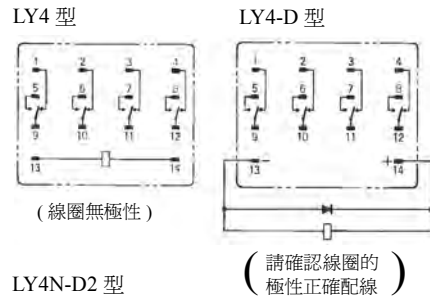 LY4 型
LY4-D 型
1 2 3 4
5 6 7 8
9 10 11 12
13 14
( 線圈無極性 )
1 2 3 4
5 6 7 8
9 10 11 12
13 − + 14
( 請確認線圈的
極性正確配線 )
LY4N-D2 型